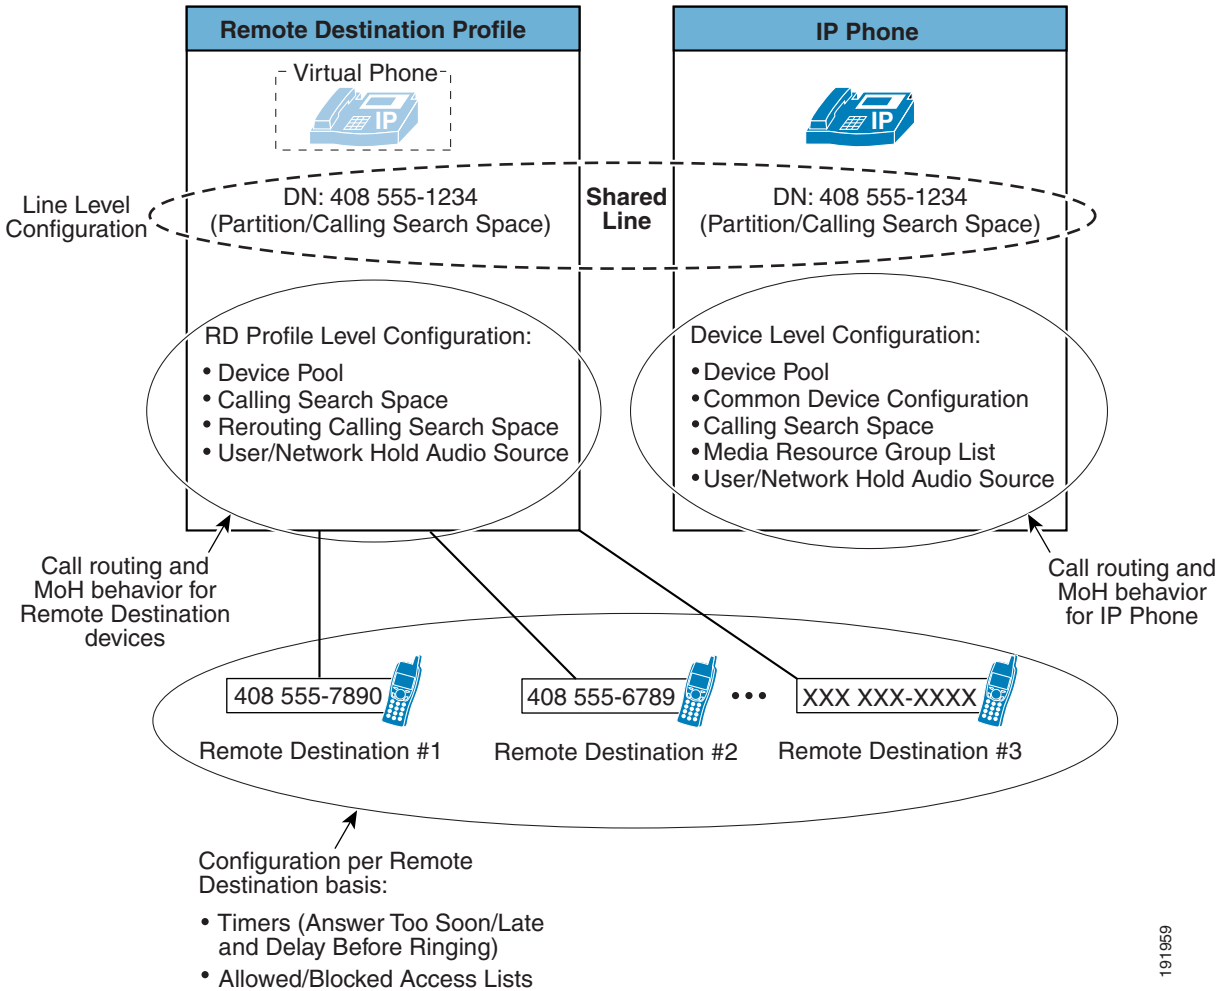 Remote Destination Profile
IP Phone
Virtual Phone
IP
IP
Line Level
Configuration
DN: 408 555-1234
(Partition/Calling Search Space)
Shared
Line
DN: 408 555-1234
(Partition/Calling Search Space)
RD Profile Level Configuration:
• Device Pool
• Calling Search Space
• Rerouting Calling Search Space
• User/Network Hold Audio Source
Device Level Configuration:
• Device Pool
• Common Device Configuration
• Calling Search Space
• Media Resource Group List
• User/Network Hold Audio Source
Call routing and
MoH behavior for
Remote Destination
devices
Call routing and
MoH behavior
for IP Phone
408 555-7890
408 555-6789
•••
XXX XXX-XXXX
Remote Destination #1
Remote Destination #2
Remote Destination #3
Configuration per Remote
Destination basis:
• Timers (Answer Too Soon/Late
and Delay Before Ringing)
• Allowed/Blocked Access Lists
191959